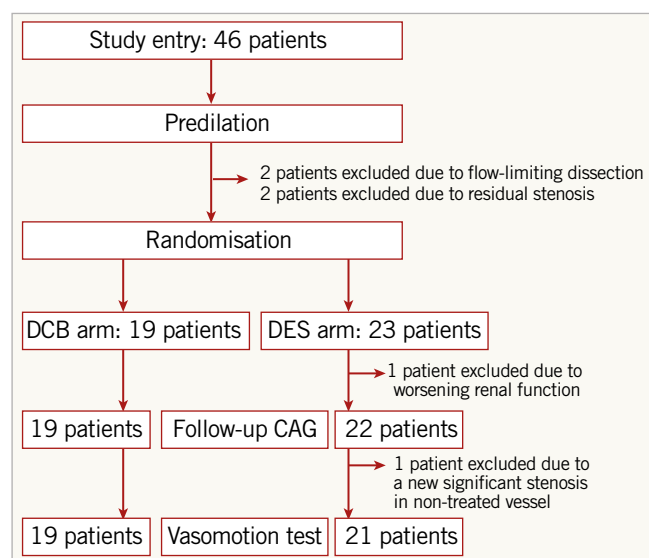 Study entry: 46 patients
Predilation
2 patients excluded due to flow-limiting dissection
2 patients excluded due to residual stenosis
Randomisation
DCB arm: 19 patients
DES arm: 23 patients
1 patient excluded due to
worsening renal function
19 patients
Follow-up CAG
22 patients
1 patient excluded due to
a new significant stenosis
in non-treated vessel
19 patients
Vasomotion test
21 patients